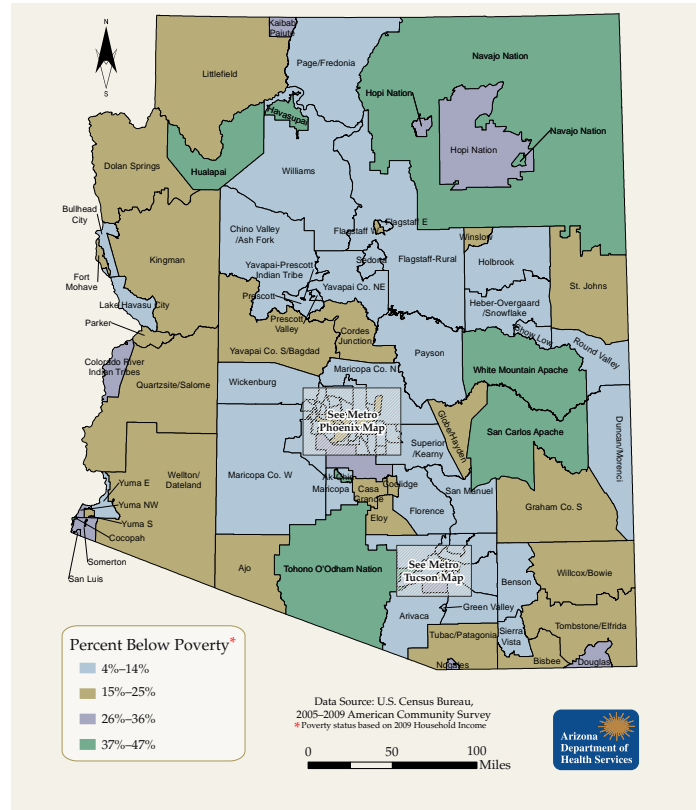 N
S
Kaibab
Paiute
Page/Fredonia
Littlefield
Navajo Nation
Hopi Nation
Havasupai
Navajo Nation
Hopi Nation
Dolan Springs
Hualapai
Williams
Bullhead
City
Flagstaff E
Flagstaff W
Chino Valley
/Ash Fork
Winslow
Kingman
Sedona
Flagstaff-Rural
Holbrook
Yavapai-Prescott
Indian Tribe
Fort
Mohave
St. Johns
Yavapai Co. NE
Prescott
Lake Havasu City
Heber-Overgaard
/Snowflake
Parker
Prescott
Valley
Cordes
Junction
Show Low
Round Valley
Yavapai Co. S/Bagdad
Payson
Colorado River
Indian Tribes
Maricopa Co. N
White Mountain Apache
Quartzsite/Salome
Wickenburg
See Metro
Phoenix Map
Globe/Hayden
San Carlos Apache
Duncan/Morenci
Superior
/Kearny
Wellton/
Dateland
Maricopa Co. W
Ak-Chin
Maricopa
Casa
Grande
Coolidge
San Manuel
Yuma E
Yuma NW
Florence
Graham Co. S
Eloy
Yuma S
Cocopah
Somerton
San Luis
Ajo
Tohono O'Odham Nation
See Metro
Tucson Map
Willcox/Bowie
Benson
Arivaca
Green Valley
Tubac/Patagonia
Sierra
Vista
Tombstone/Elfrida
Nogales
Bisbee
Douglas
Percent Below Poverty*
4%–14%
15%–25%
26%–36%
37%–47%
Data Source: U.S. Census Bureau,
2005–2009 American Community Survey
* Poverty status based on 2009 Household Income
0 50 100
Miles
Arizona
Department of
Health Services